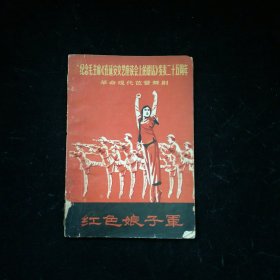 纪念毛主席《在延安文艺座谈会上的讲话》发表二十五周年
革命现代芭蕾舞剧
红色娘子军